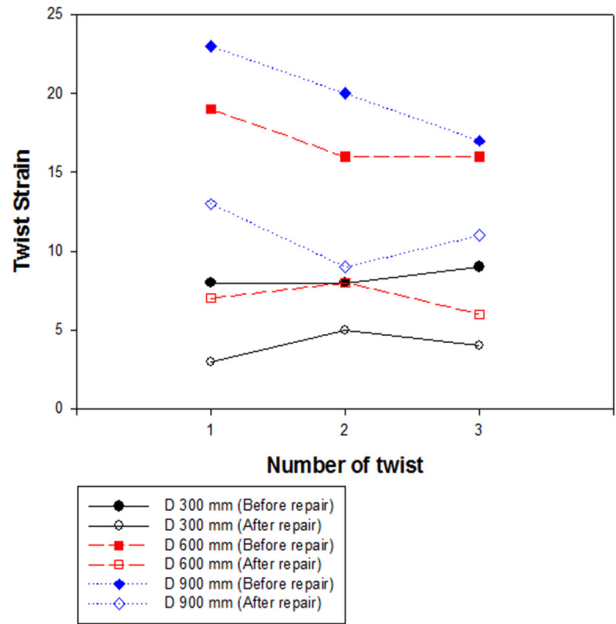 25
20
15
10
5
0
Twist Strain
1 2 3
Number of twist
D 300 mm (Before repair)
D 300 mm (After repair)
D 600 mm (Before repair)
D 600 mm (After repair)
D 900 mm (Before repair)
D 900 mm (After repair)